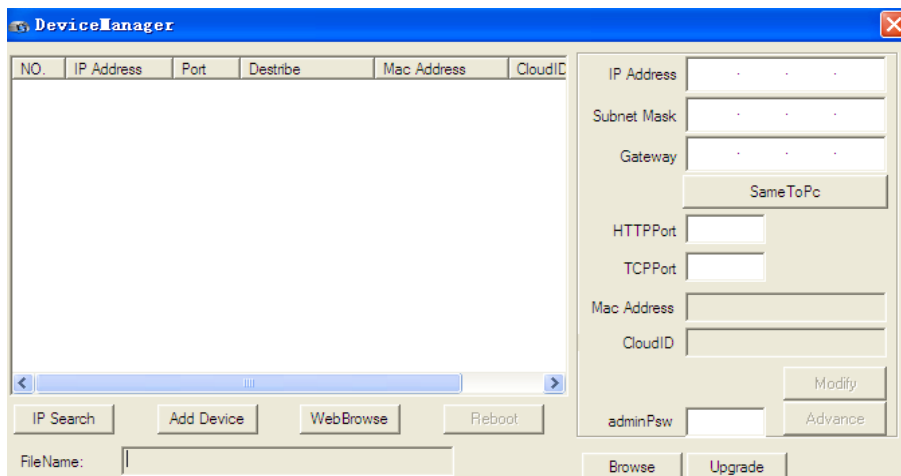 DeviceManager
NO. IP Address Port Destribe Mac Address CloudID
IP Address
Subnet Mask
Gateway
SameToPc
HTTPPort
TCPPort
Mac Address
CloudID
Modify
IP Search Add Device WebBrowse Reboot
adminPsw Advance
FileName:
Browse Upgrade